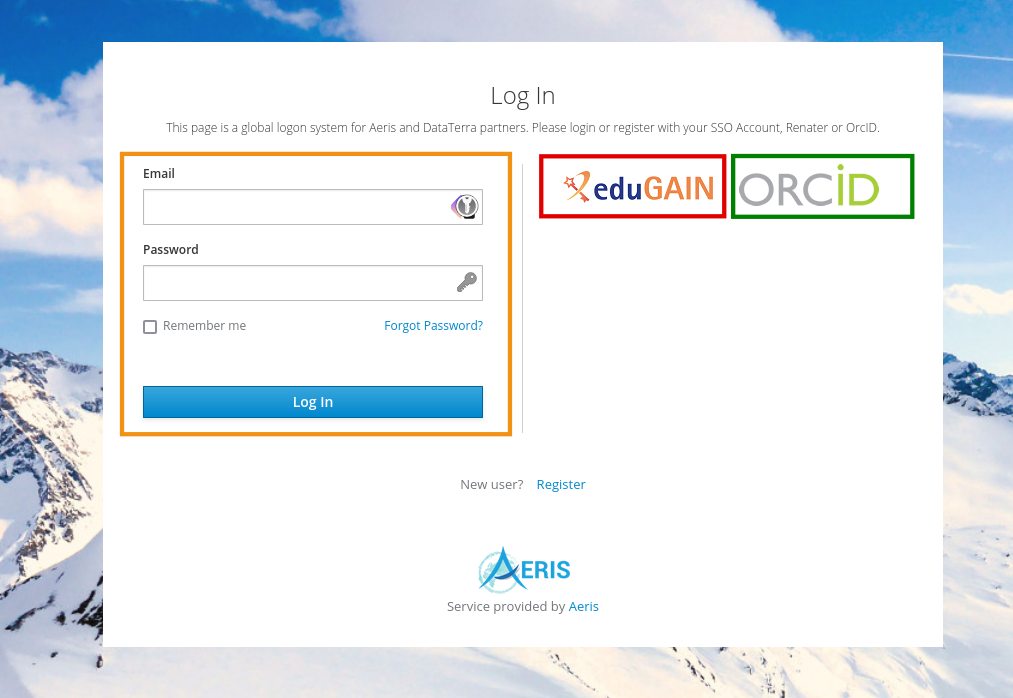 Log In
This page is a global logon system for Aeris and DataTerra partners. Please login or register with your SSO Account, Renater or OrcID.
Email
Password
Remember me
Forgot Password?
Log In
eduGAIN
ORCID
New user? Register
AERIS
Service provided by Aeris